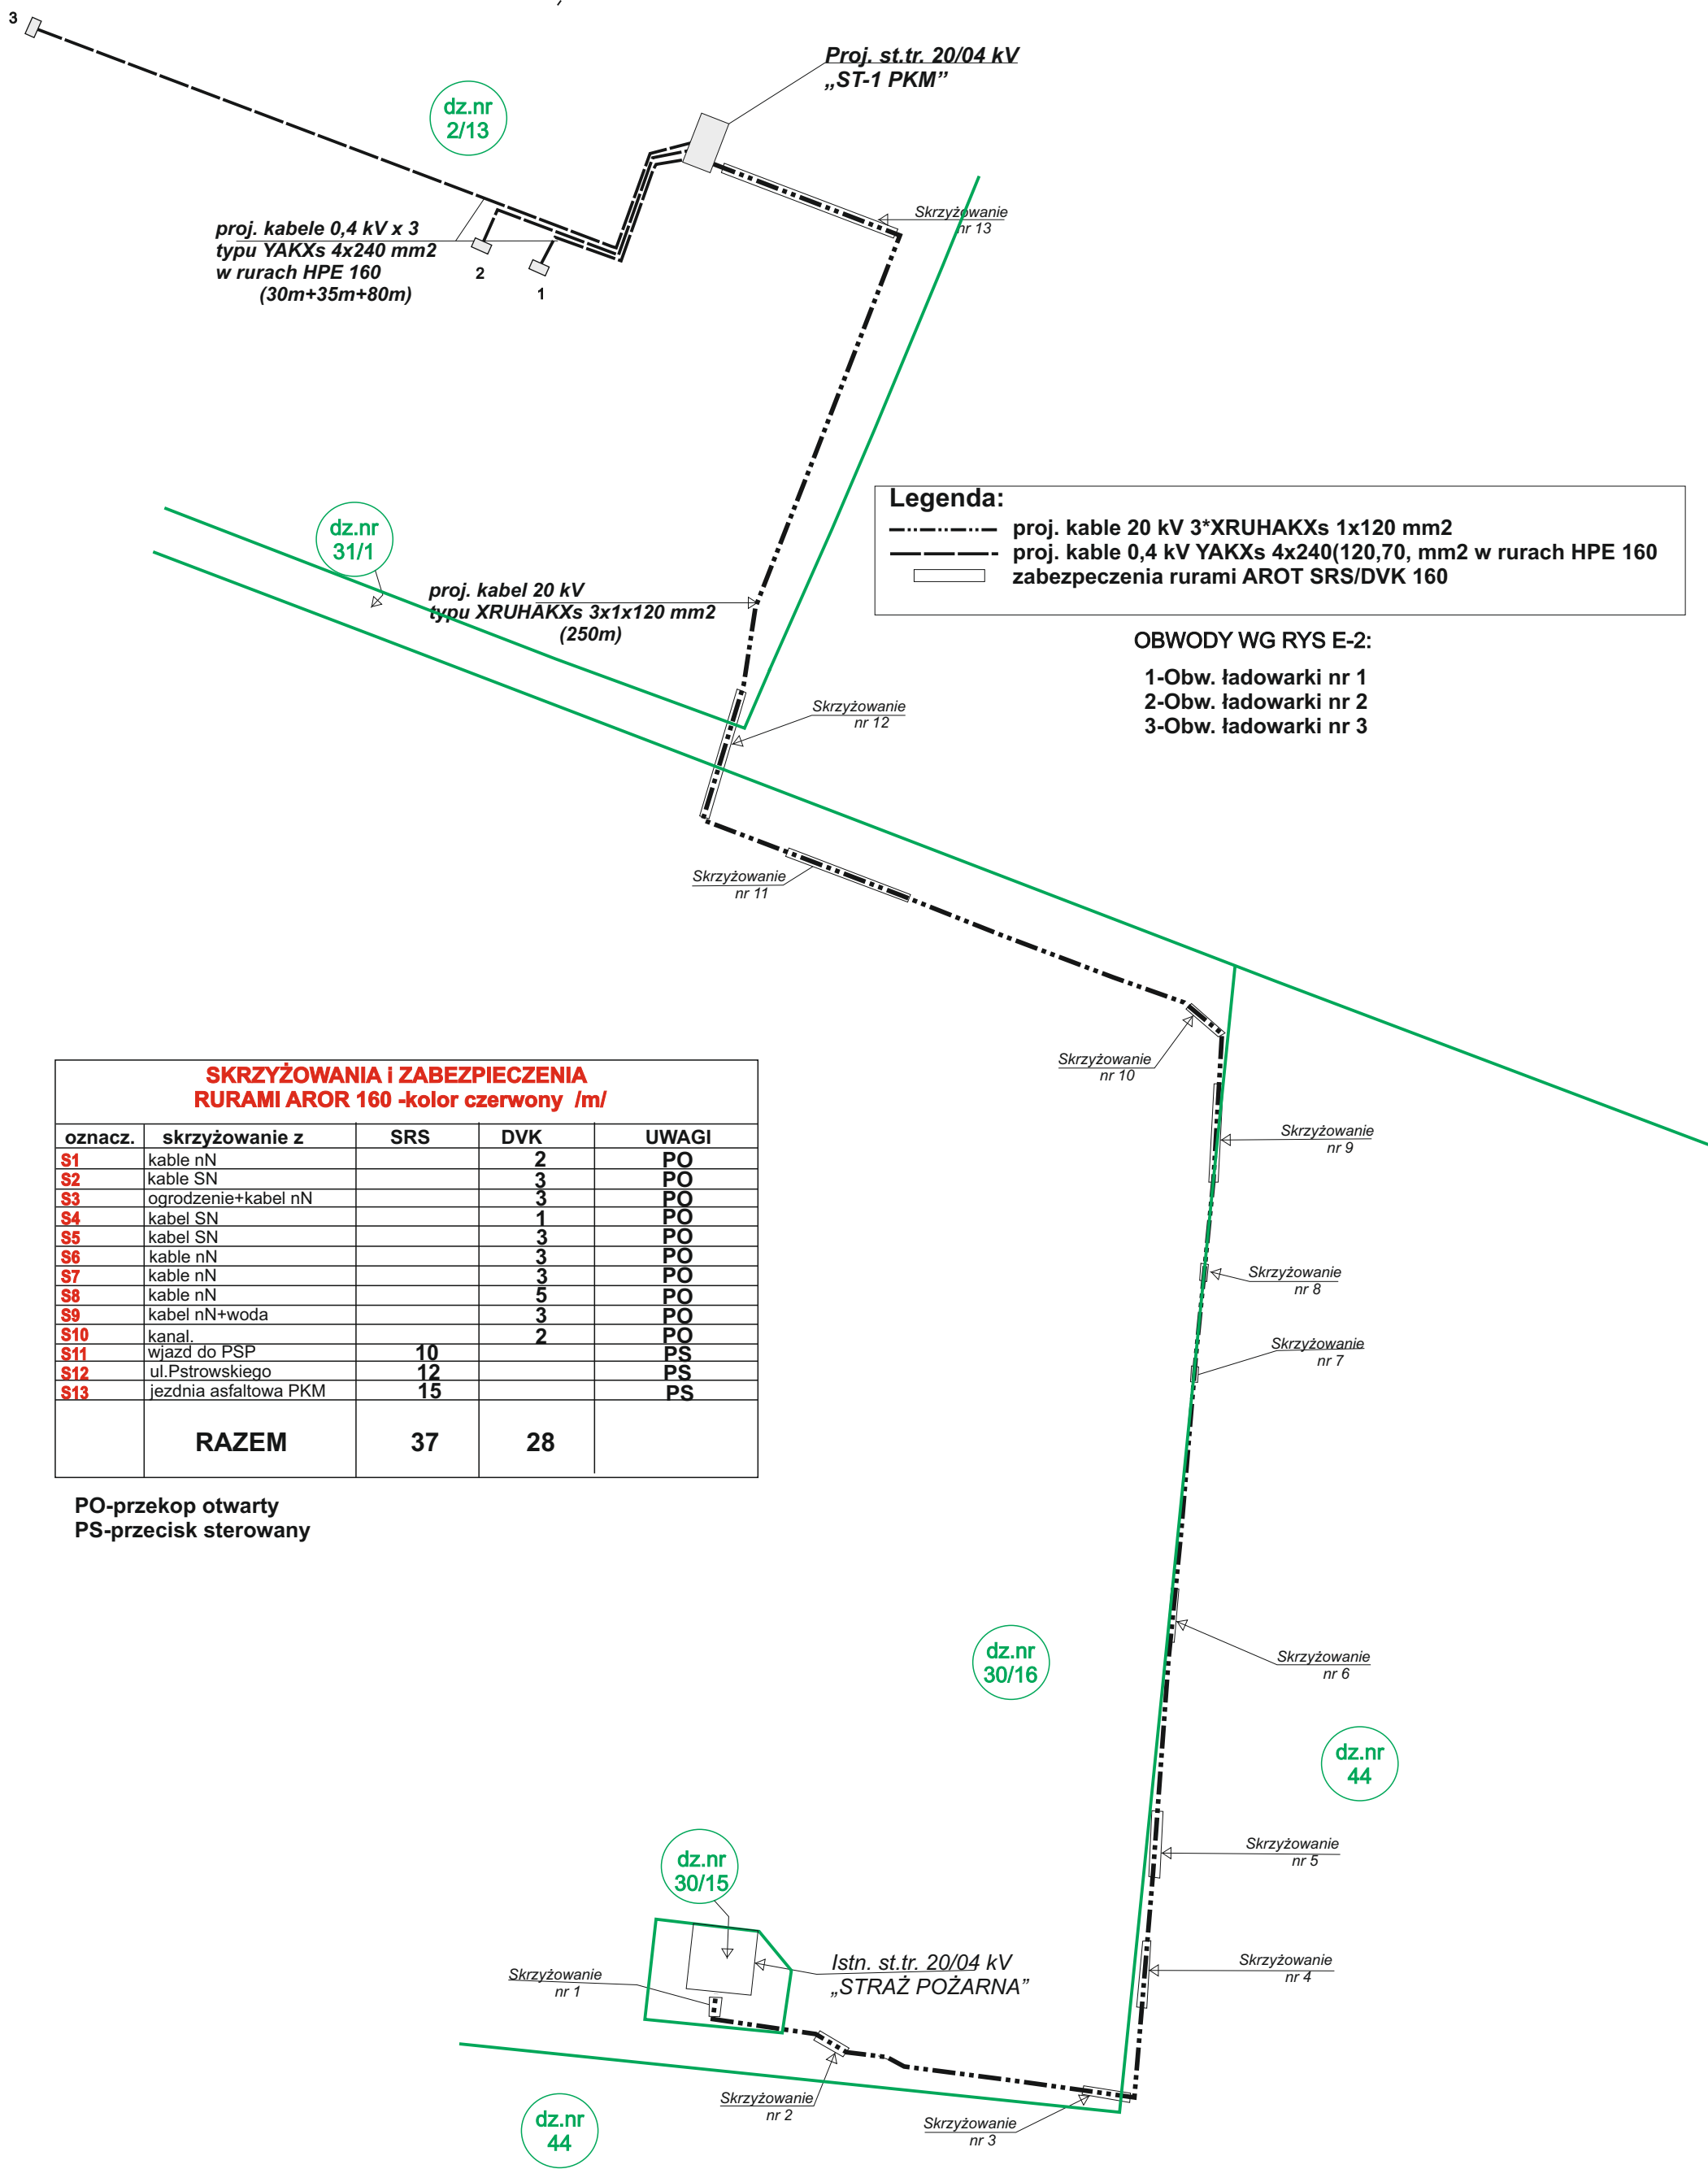 3
Proj. st.tr. 20/04 kV
„ST-1 PKM”
dz.nr
2/13
Skrzyżowanie
nr 13
proj. kabele 0,4 kV x 3
typu YAKXs 4x240 mm2
w rurach HPE 160
(30m+35m+80m)
2
1
Legenda:
proj. kable 20 kV 3*XRUHAKXs 1x120 mm2
proj. kable 0,4 kV YAKXs 4x240(120,70, mm2 w rurach HPE 160
zabezpeczenia rurami AROT SRS/DVK 160
dz.nr
31/1
proj. kabel 20 kV
typu XRUHAKXs 3x1x120 mm2
(250m)
OBWODY WG RYS E-2:
1-Obw. ładowarki nr 1
2-Obw. ładowarki nr 2
3-Obw. ładowarki nr 3
Skrzyżowanie
nr 12
Skrzyżowanie
nr 11
Skrzyżowanie
nr 10
Skrzyżowanie
nr 9
Skrzyżowanie
nr 8
Skrzyżowanie
nr 7
SKRZYŻOWANIA i ZABEZPIECZENIA
RURAMI AROR 160 -kolor czerwony /m/
oznacz. skrzyżowanie z SRS DVK UWAGI
S1 kable nN 2 PO
S2 kable SN 3 PO
S3 ogrodzenie+kabel nN 3 PO
S4 kabel SN 1 PO
S5 kabel SN 3 PO
S6 kable nN 3 PO
S7 kable nN 3 PO
S8 kable nN 5 PO
S9 kabel nN+woda 3 PO
S10 kanal. 2 PO
S11 wjazd do PSP 10 PS
S12 ul.Pstrowskiego 12 PS
S13 jezdnia asfaltowa PKM 15 PS
RAZEM 37 28
PO-przekop otwarty
PS-przecisk sterowany
dz.nr
30/16
Skrzyżowanie
nr 6
dz.nr
44
Skrzyżowanie
nr 5
dz.nr
30/15
Istn. st.tr. 20/04 kV
„STRAŻ POŻARNA”
Skrzyżowanie
nr 4
Skrzyżowanie
nr 1
Skrzyżowanie
nr 2
Skrzyżowanie
nr 3
dz.nr
44